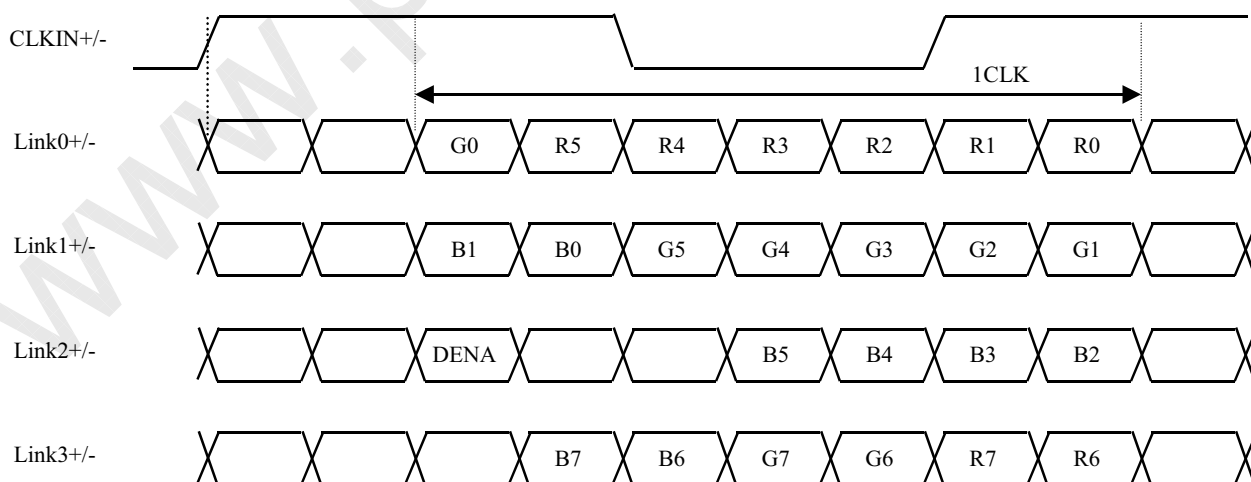 CLKIN+/-
1CLK
Link0+/- G0 R5 R4 R3 R2 R1 R0
Link1+/- B1 B0 G5 G4 G3 G2 G1
Link2+/- DENA B5 B4 B3 B2
Link3+/- B7 B6 G7 G6 R7 R6
www.p